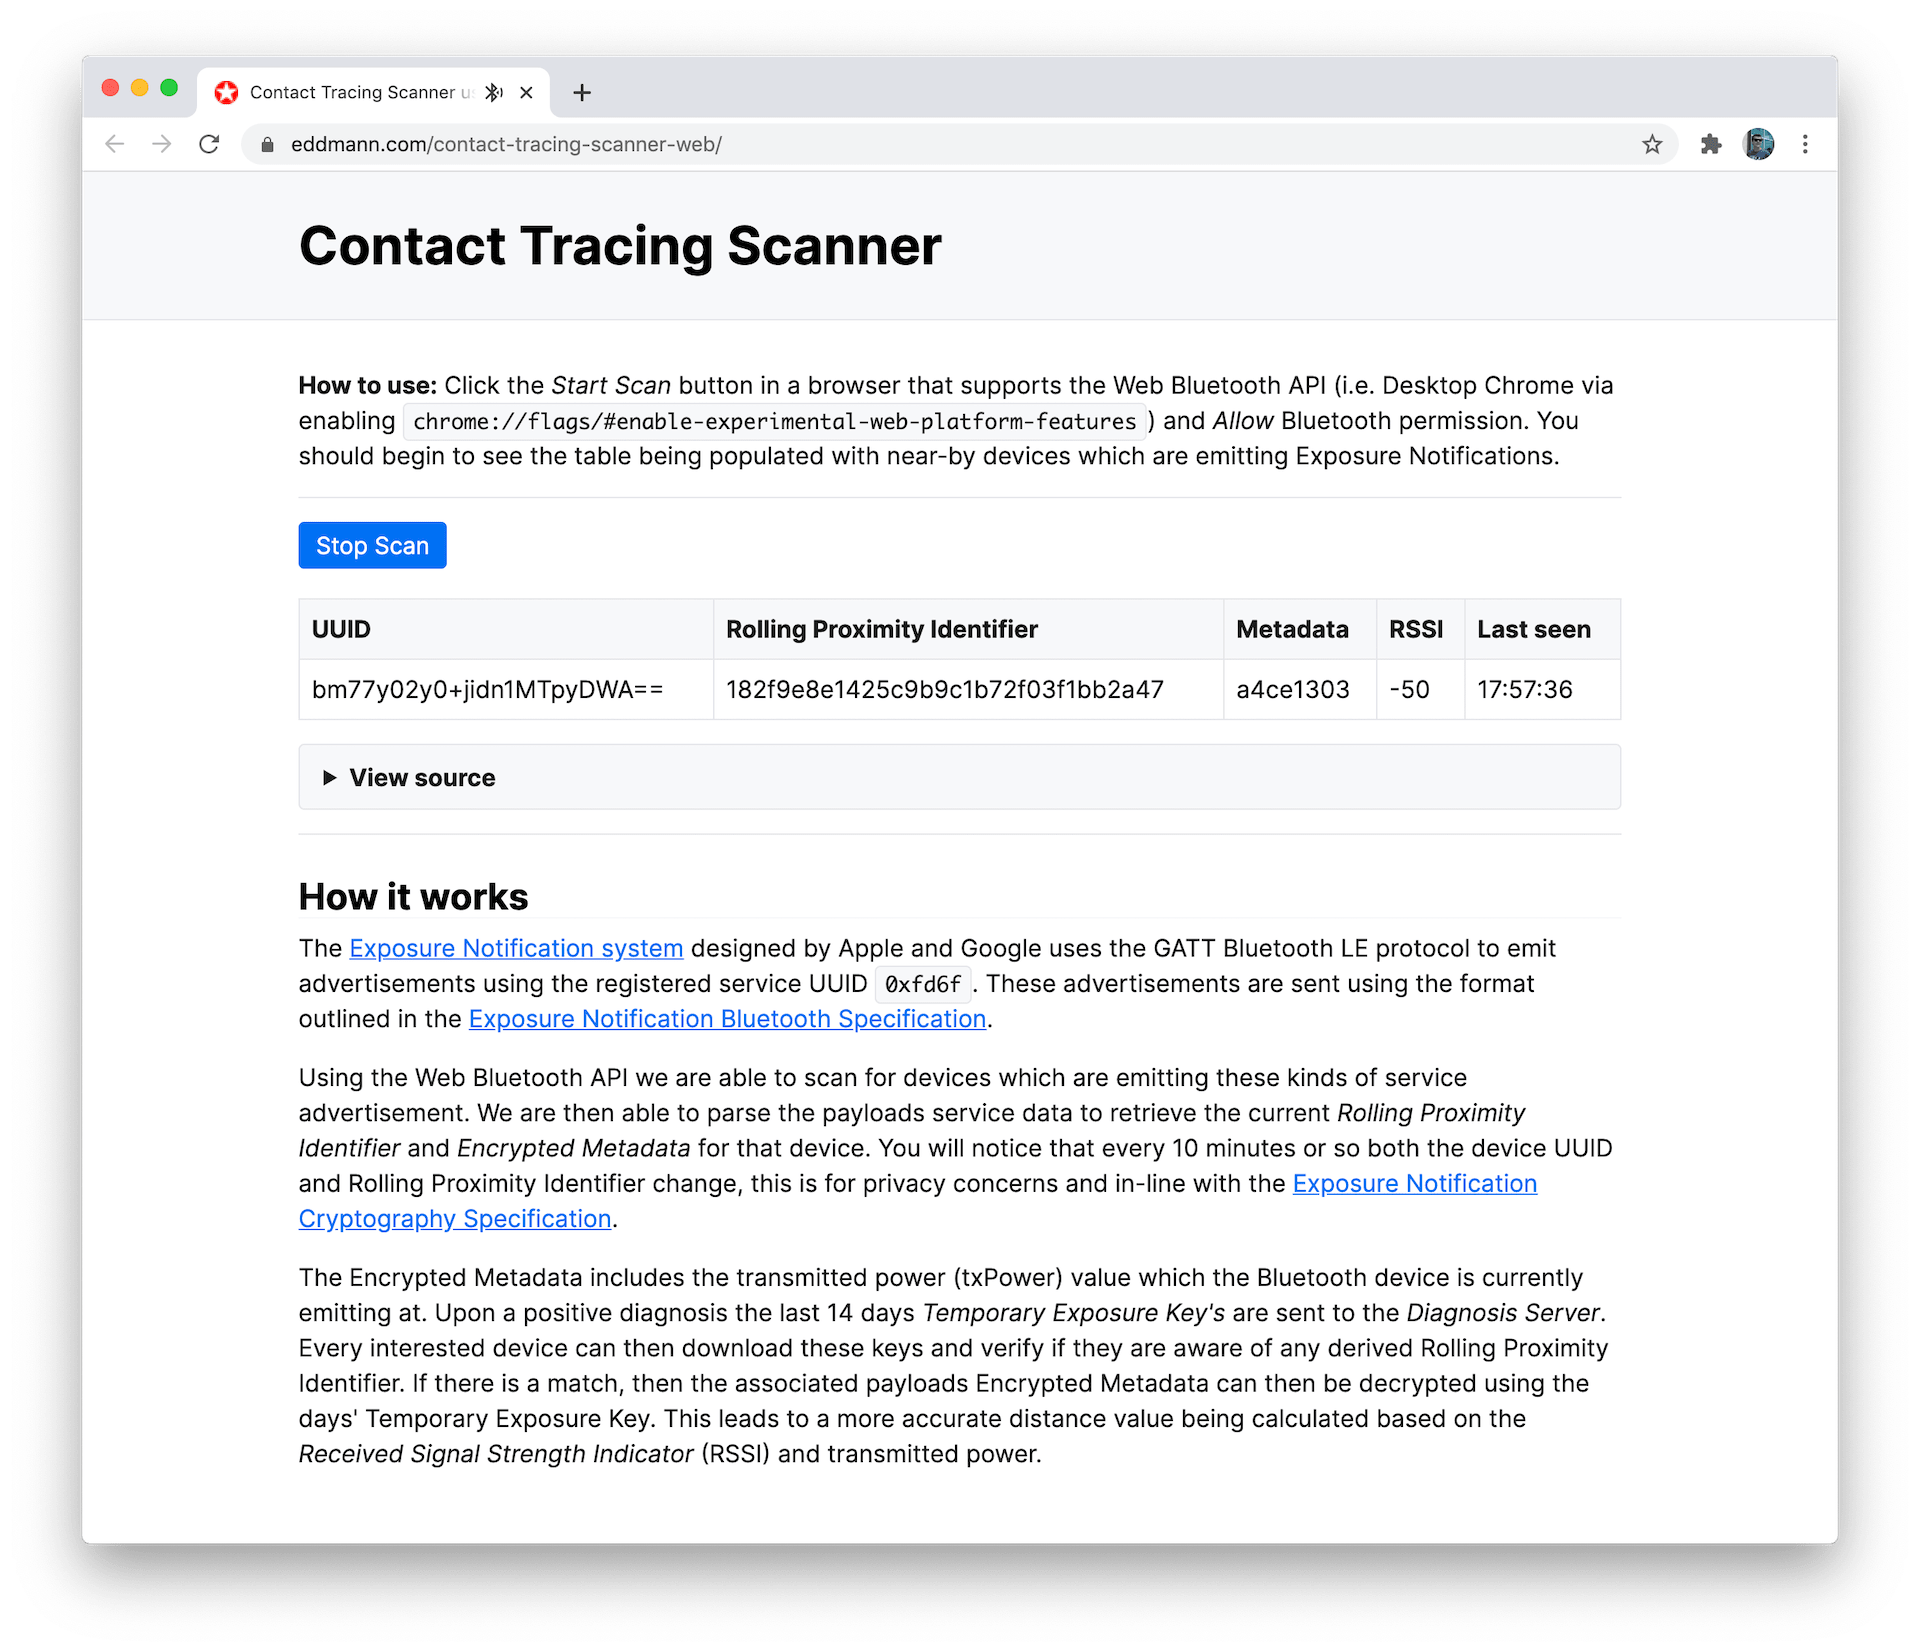 Contact Tracing Scanner u
eddmann.com/contact-tracing-scanner-web/
Contact Tracing Scanner
How to use: Click the Start Scan button in a browser that supports the Web Bluetooth API (i.e. Desktop Chrome via
enabling chrome://flags/#enable-experimental-web-platform-features) and Allow Bluetooth permission. You
should begin to see the table being populated with near-by devices which are emitting Exposure Notifications.
Stop Scan
UUID Rolling Proximity Identifier Metadata RSSI Last seen
bm77y02y0+jidn1MTpyDWA== 182f9e8e1425c9b9c1b72f03f1bb2a47 a4ce1303 -50 17:57:36
View source
How it works
The Exposure Notification system designed by Apple and Google uses the GATT Bluetooth LE protocol to emit
advertisements using the registered service UUID 0xfd6f. These advertisements are sent using the format
outlined in the Exposure Notification Bluetooth Specification.
Using the Web Bluetooth API we are able to scan for devices which are emitting these kinds of service
advertisement. We are then able to parse the payloads service data to retrieve the current Rolling Proximity
Identifier and Encrypted Metadata for that device. You will notice that every 10 minutes or so both the device UUID
and Rolling Proximity Identifier change, this is for privacy concerns and in-line with the Exposure Notification
Cryptography Specification.
The Encrypted Metadata includes the transmitted power (txPower) value which the Bluetooth device is currently
emitting at. Upon a positive diagnosis the last 14 days Temporary Exposure Key's are sent to the Diagnosis Server.
Every interested device can then download these keys and verify if they are aware of any derived Rolling Proximity
Identifier. If there is a match, then the associated payloads Encrypted Metadata can then be decrypted using the
days' Temporary Exposure Key. This leads to a more accurate distance value being calculated based on the
Received Signal Strength Indicator (RSSI) and transmitted power.